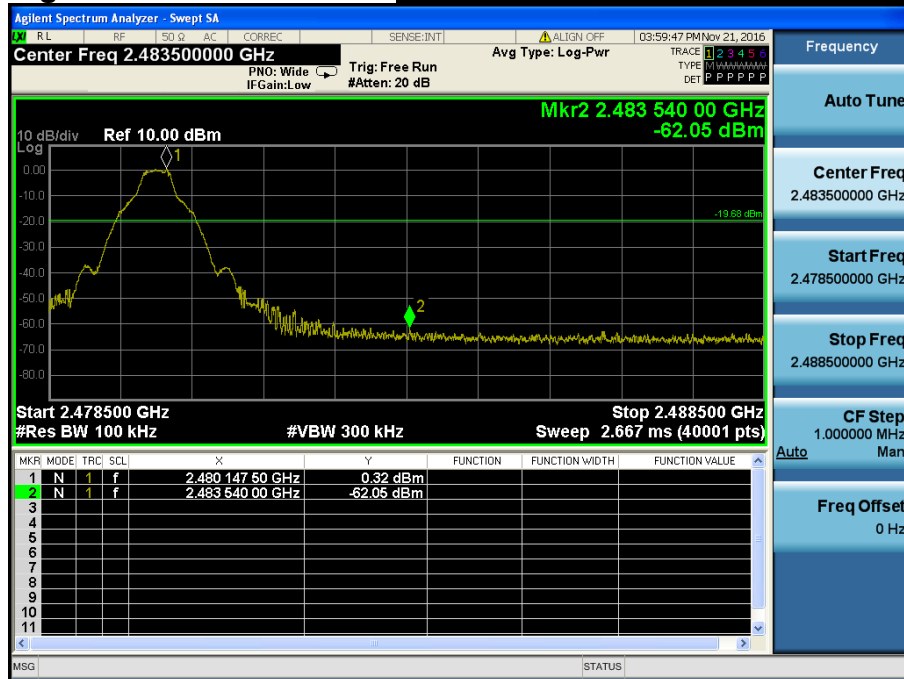 Agilent Spectrum Analyzer - Swept SA
LXI RL RF 50 Ω AC CORREC SENSE:INT ALIGN OFF 03:59:47 PM Nov 21, 2016
Center Freq 2.483500000 GHz
PNO: Wide
IFGain:Low
Trig: Free Run
#Atten: 20 dB
Avg Type: Log-Pwr
TRACE 1 2 3 4 5 6
TYPE M W W W W W
DET P P P P P P
Mkr2 2.483 540 00 GHz
-62.05 dBm
10 dB/div Ref 10.00 dBm
Log
1
0.00
-10.0
-19.68 dBm
-20.0
-30.0
-40.0
-50.0
2
-60.0
-70.0
-80.0
Start 2.478500 GHz Stop 2.488500 GHz
#Res BW 100 kHz #VBW 300 kHz Sweep 2.667 ms (40001 pts)
MKR MODE TRC SCL X Y FUNCTION FUNCTION WIDTH FUNCTION VALUE
1 N 1 f 2.480 147 50 GHz 0.32 dBm
2 N 1 f 2.483 540 00 GHz -62.05 dBm
3
4
5
6
7
8
9
10
11
MSG STATUS
Frequency
Auto Tune
Center Freq
2.483500000 GHz
Start Freq
2.478500000 GHz
Stop Freq
2.488500000 GHz
CF Step
1.000000 MHz
Auto Man
Freq Offset
0 Hz